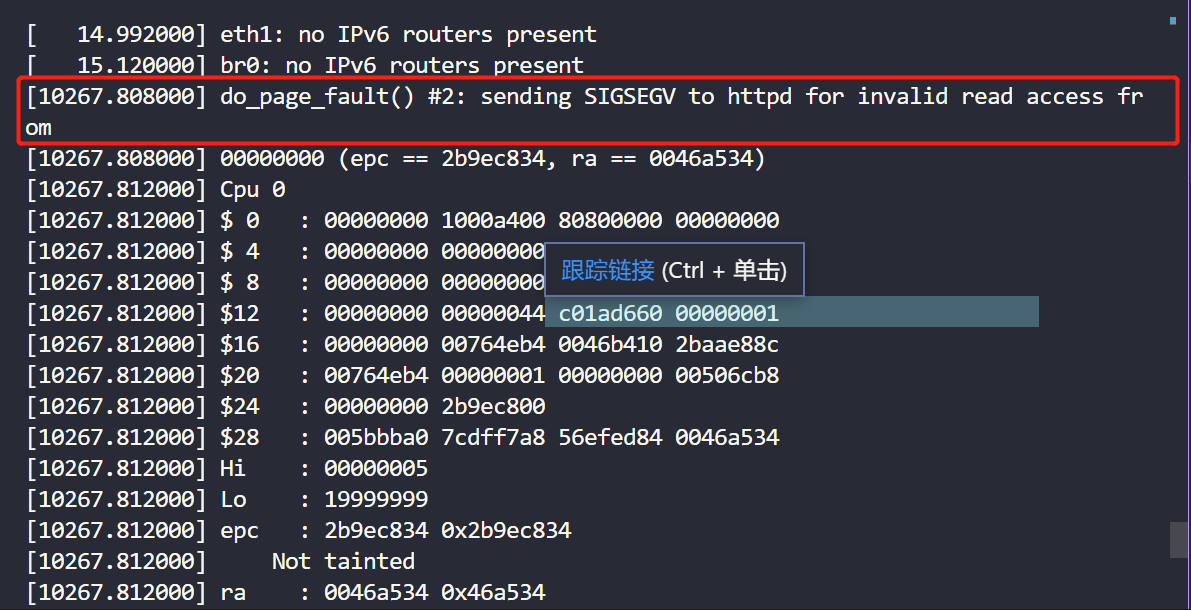 [   14.992000] eth1: no IPv6 routers present
[   15.120000] br0: no IPv6 routers present
[10267.808000] do_page_fault() #2: sending SIGSEGV to httpd for invalid read access fr
om
[10267.808000] 00000000 (epc == 2b9ec834, ra == 0046a534)
[10267.812000] Cpu 0
[10267.812000] $ 0   : 00000000 1000a400 80800000 00000000
[10267.812000] $ 4   : 00000000 00000000
[10267.812000] $ 8   : 00000000 00000000
跟踪链接 (Ctrl + 单击)
[10267.812000] $12   : 00000000 00000044 c01ad660 00000001
[10267.812000] $16   : 00000000 00764eb4 0046b410 2baae88c
[10267.812000] $20   : 00764eb4 00000001 00000000 00506cb8
[10267.812000] $24   : 00000000 2b9ec800
[10267.812000] $28   : 005bbba0 7cdff7a8 56efed84 0046a534
[10267.812000] Hi    : 00000005
[10267.812000] Lo    : 19999999
[10267.812000] epc   : 2b9ec834 0x2b9ec834
[10267.812000]     Not tainted
[10267.812000] ra    : 0046a534 0x46a534